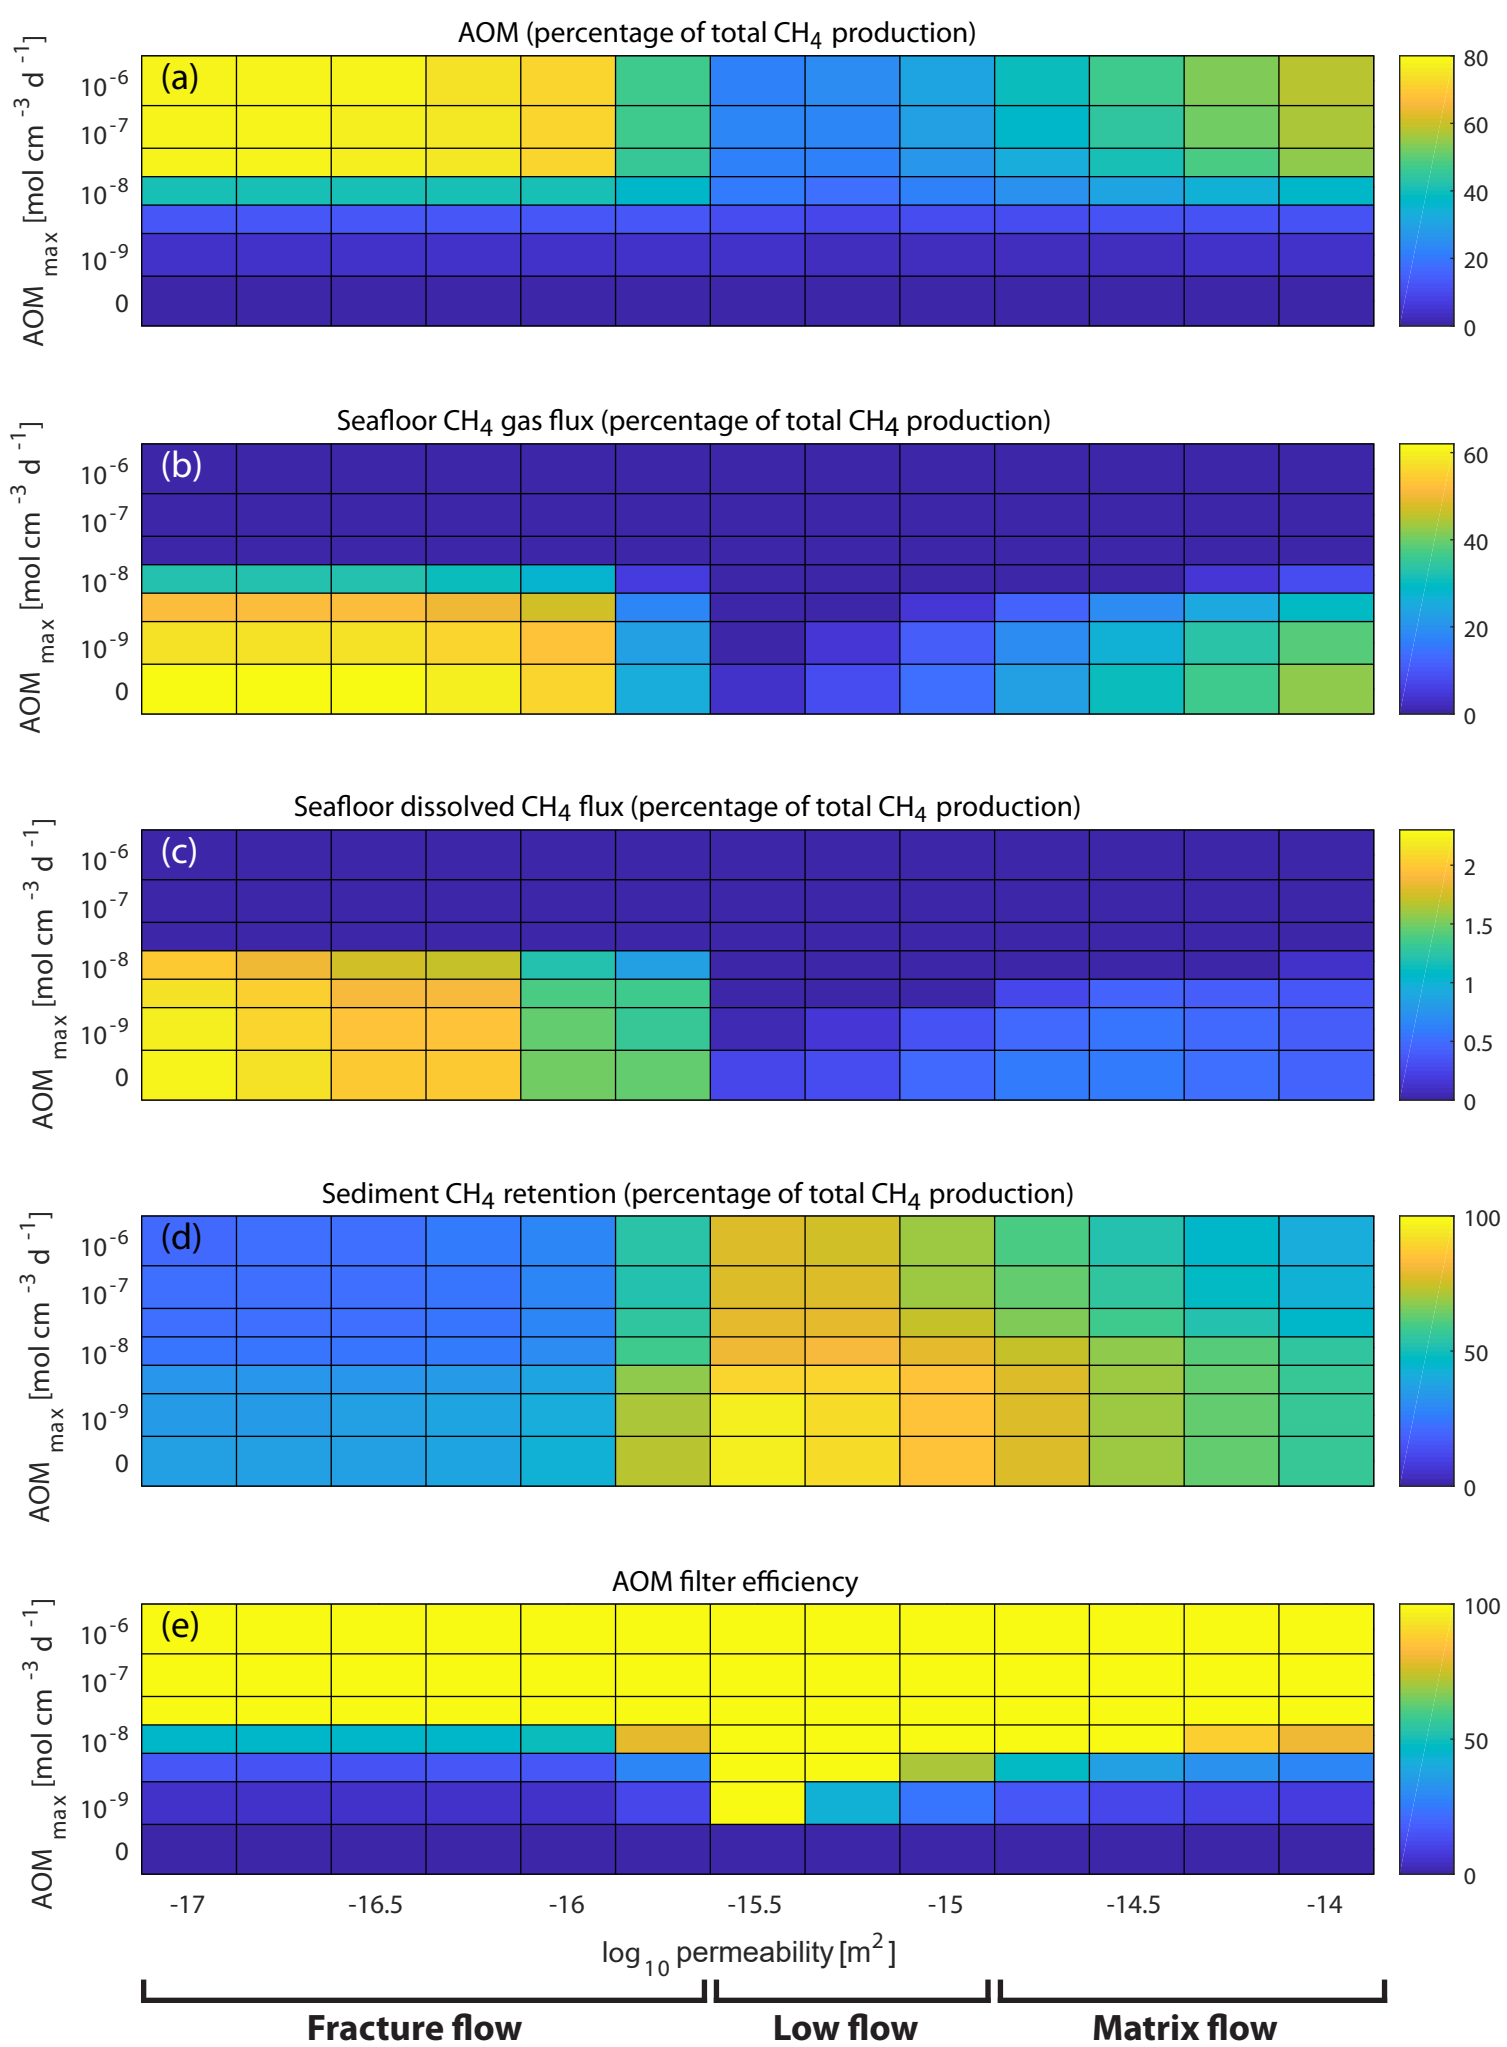 AOM (percentage of total CH4 production)
(a)
AOM max [mol cm -3 d -1]
10-6
10-7
10-8
10-9
0
80
60
40
20
0
Seafloor CH4 gas flux (percentage of total CH4 production)
(b)
AOM max [mol cm -3 d -1]
10-6
10-7
10-8
10-9
0
60
40
20
0
Seafloor dissolved CH4 flux (percentage of total CH4 production)
(c)
AOM max [mol cm -3 d -1]
10-6
10-7
10-8
10-9
0
2
1.5
1
0.5
0
Sediment CH4 retention (percentage of total CH4 production)
(d)
AOM max [mol cm -3 d -1]
10-6
10-7
10-8
10-9
0
100
50
0
AOM filter efficiency
(e)
AOM max [mol cm -3 d -1]
10-6
10-7
10-8
10-9
0
100
50
0
-17 -16.5 -16 -15.5 -15 -14.5 -14
log10 permeability [m2]
Fracture flow Low flow Matrix flow